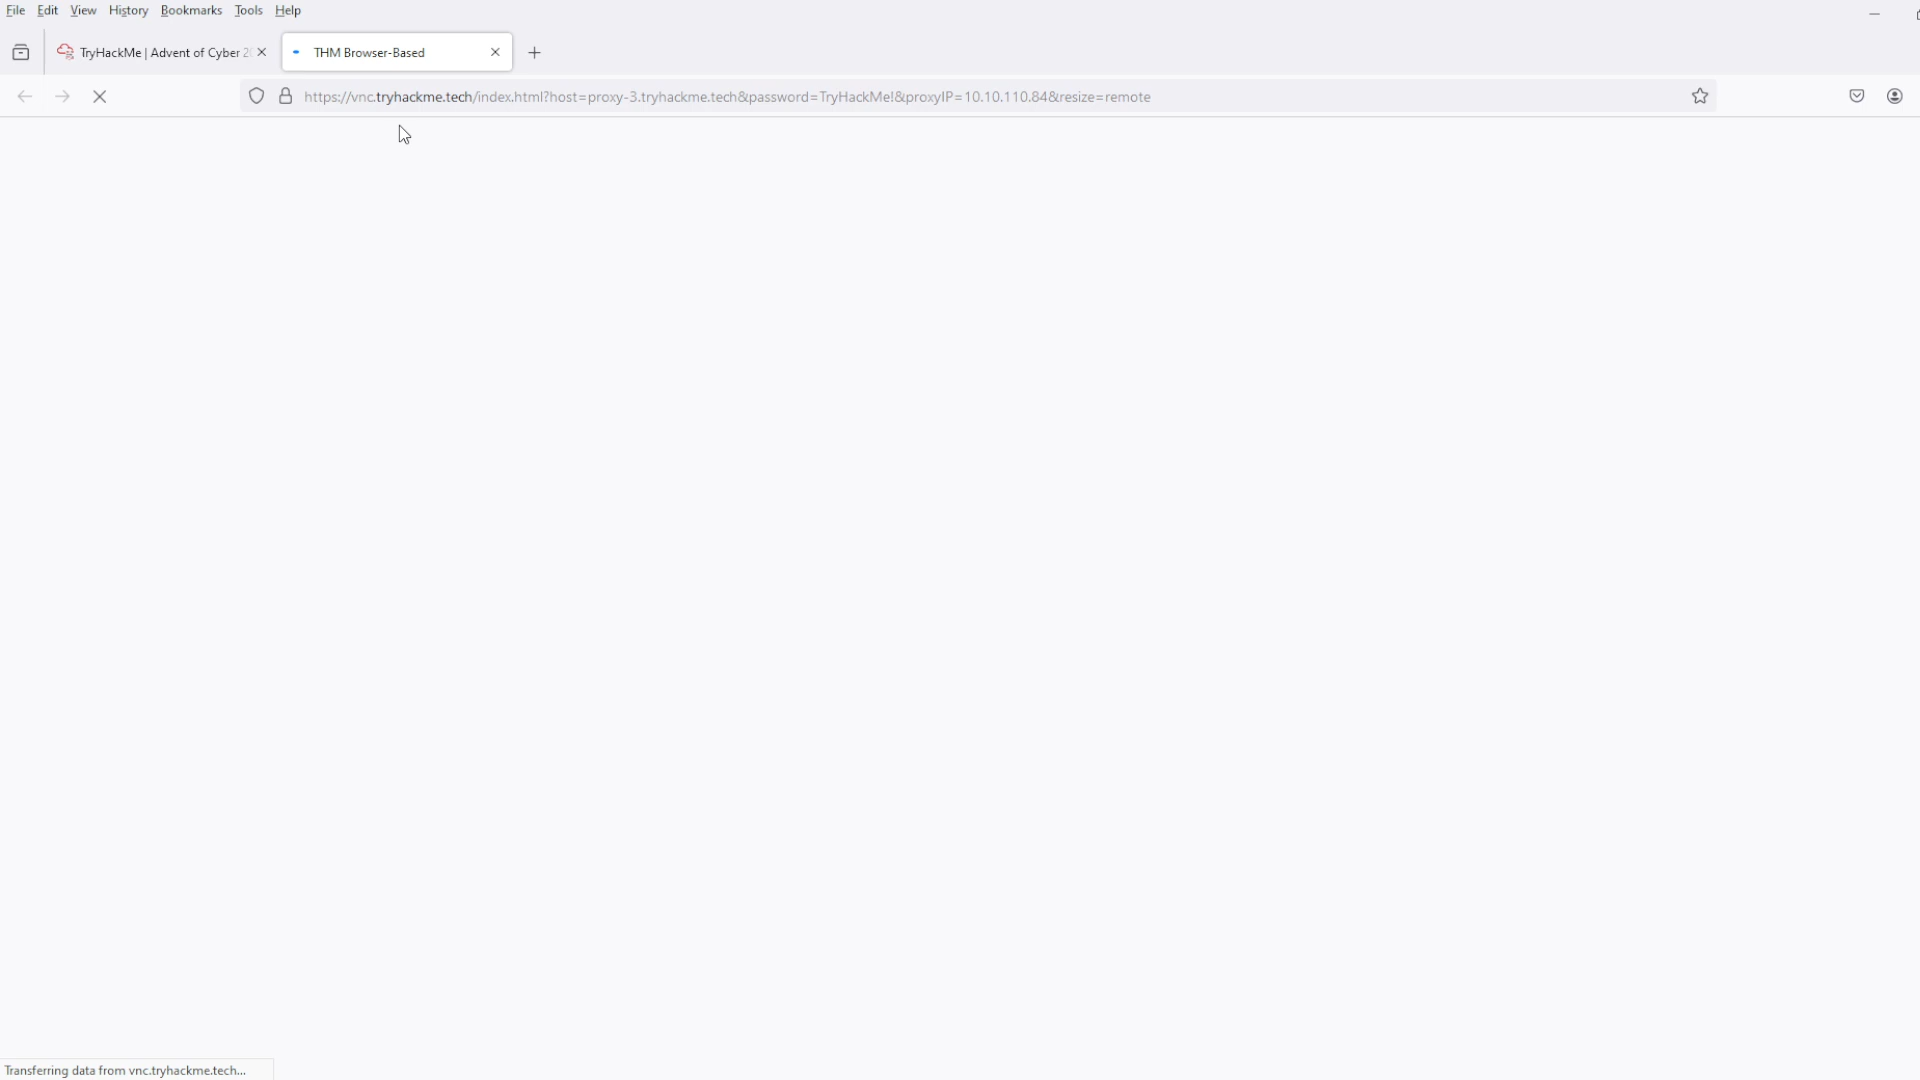 File Edit View History Bookmarks Tools Help
TryHackMe | Advent of Cyber 2
THM Browser-Based
https://vnc.tryhackme.tech/index.html?host=proxy-3.tryhackme.tech&password=TryHackMe!&proxyIP=10.10.110.84&resize=remote
Transferring data from vnc.tryhackme.tech...